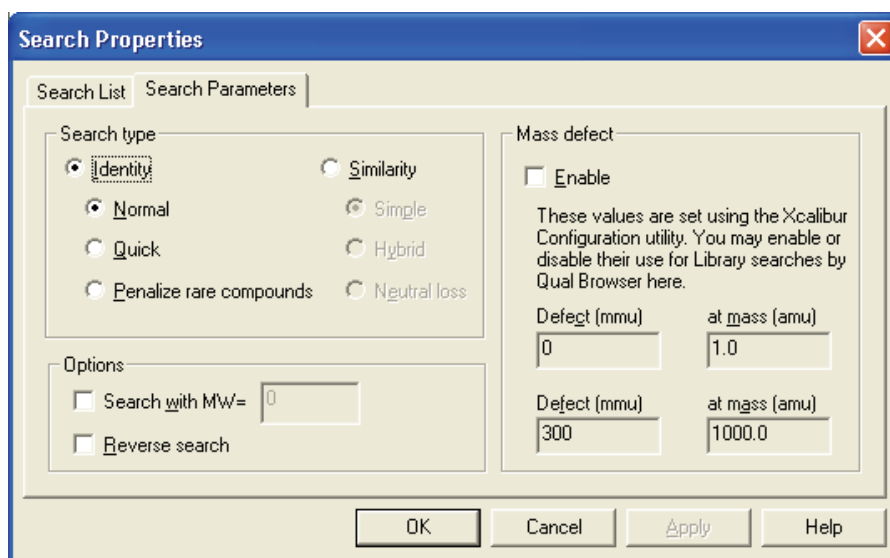 Search Properties
Search List
Search Parameters
Search type
Identity
Similarity
Normal
Simple
Quick
Hybrid
Penalize rare compounds
Neutral loss
Options
Search with MW=
0
Reverse search
Mass defect
Enable
These values are set using the Xcalibur
Configuration utility. You may enable or
disable their use for Library searches by
Qual Browser here.
Defect (mmu)
at mass (amu)
0
1.0
Defect (mmu)
at mass (amu)
300
1000.0
OK
Cancel
Apply
Help